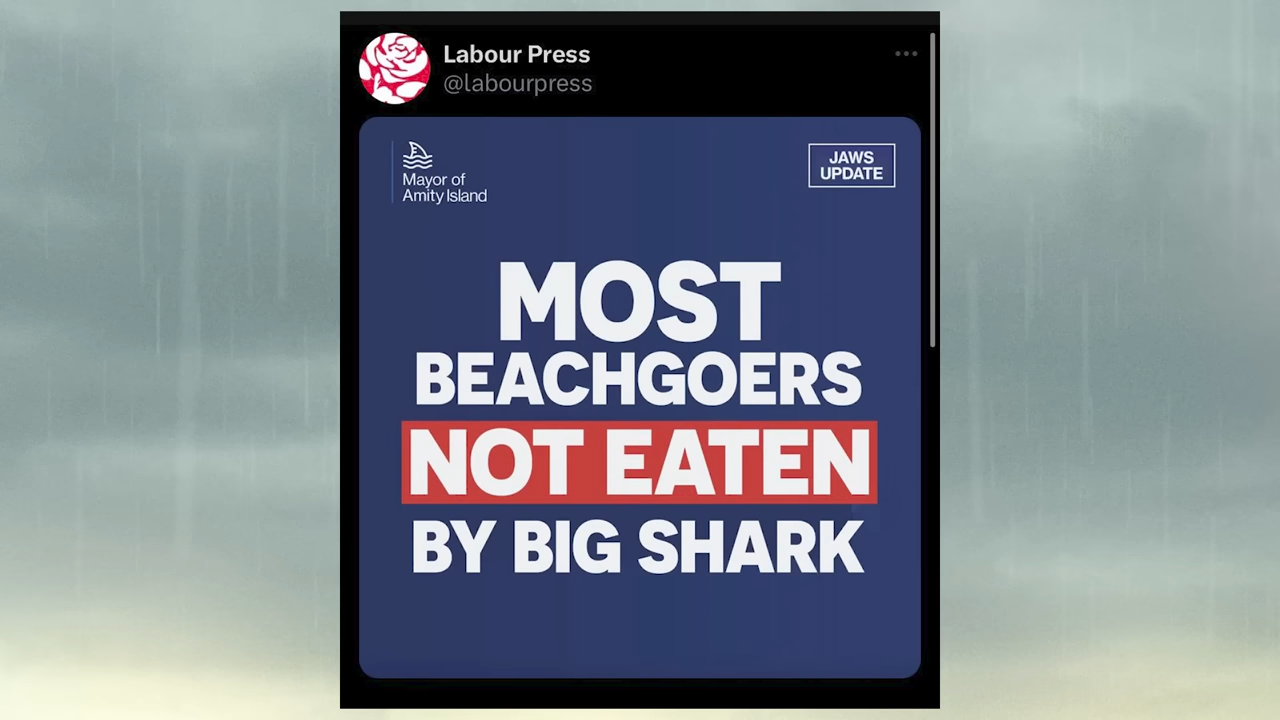 Labour Press
@labourpress
Mayor of
Amity Island
JAWS
UPDATE
MOST
BEACHGOERS
NOT EATEN
BY BIG SHARK